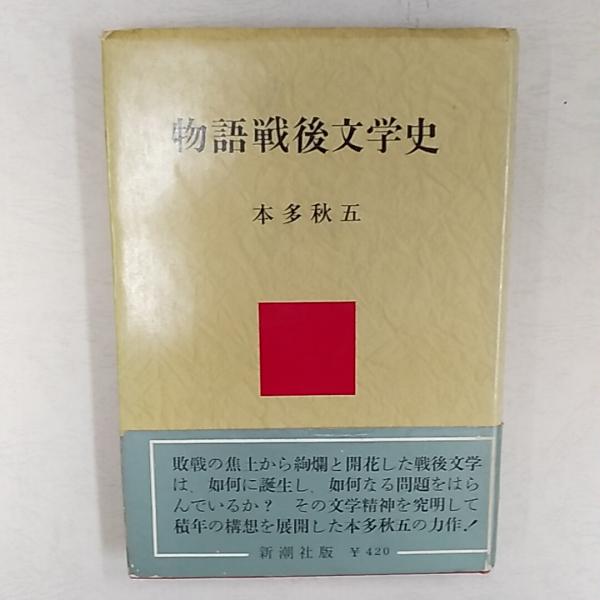 物語戦後文学史
本多秋五
敗戦の焦土から絢爛と開花した戦後文学
は、如何に誕生し、如何なる問題をはら
んでいるか？ その文学精神を究明して
積年の構想を展開した本多秋五の力作！
新潮社版 ￥420